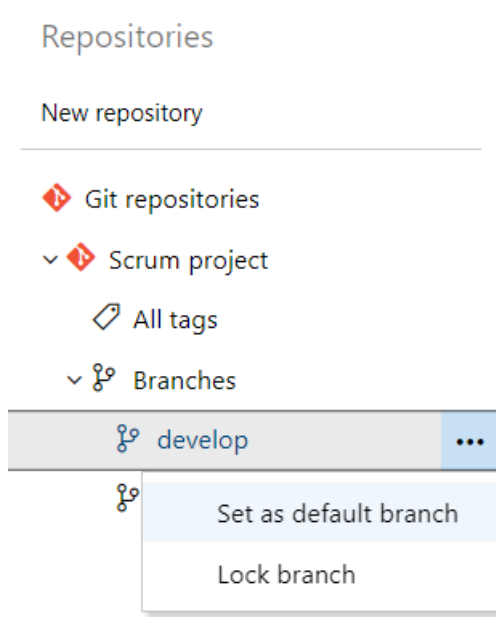 Repositories
New repository
Git repositories
Scrum project
All tags
Branches
develop
Set as default branch
Lock branch